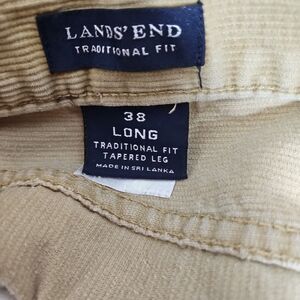 LANDS' END
TRADITIONAL FIT
38
LONG
TRADITIONAL FIT
TAPERED LEG
MADE IN SRI LANKA